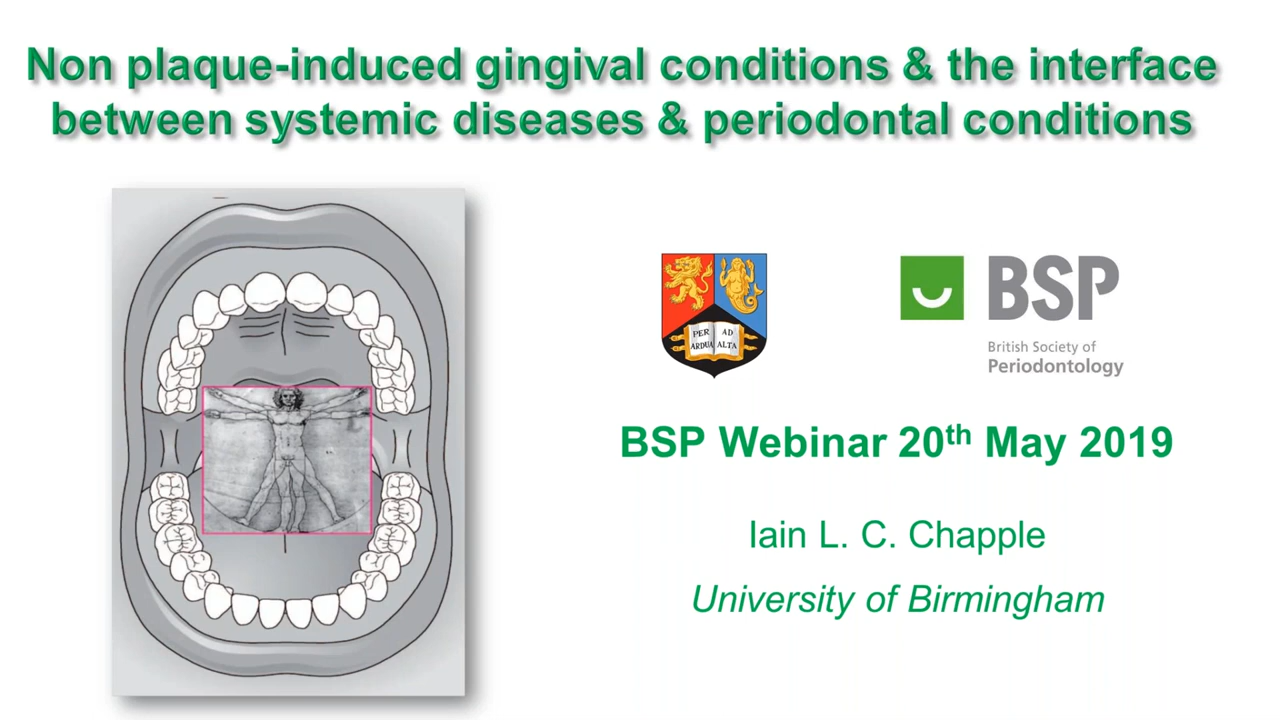 Non plaque-induced gingival conditions & the interface
between systemic diseases & periodontal conditions
PER AD
ARDUA ALTA
BSP
British Society of
Periodontology
BSP Webinar 20th May 2019
Iain L. C. Chapple
University of Birmingham